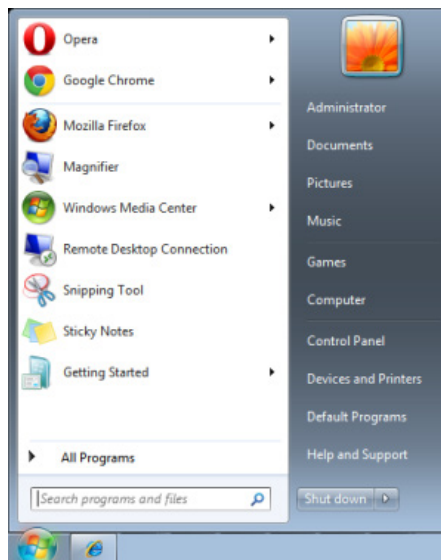 Opera
Google Chrome
Mozilla Firefox
Magnifier
Windows Media Center
Remote Desktop Connection
Snipping Tool
Sticky Notes
Getting Started
All Programs
Search programs and files
Administrator
Documents
Pictures
Music
Games
Computer
Control Panel
Devices and Printers
Default Programs
Help and Support
Shut down